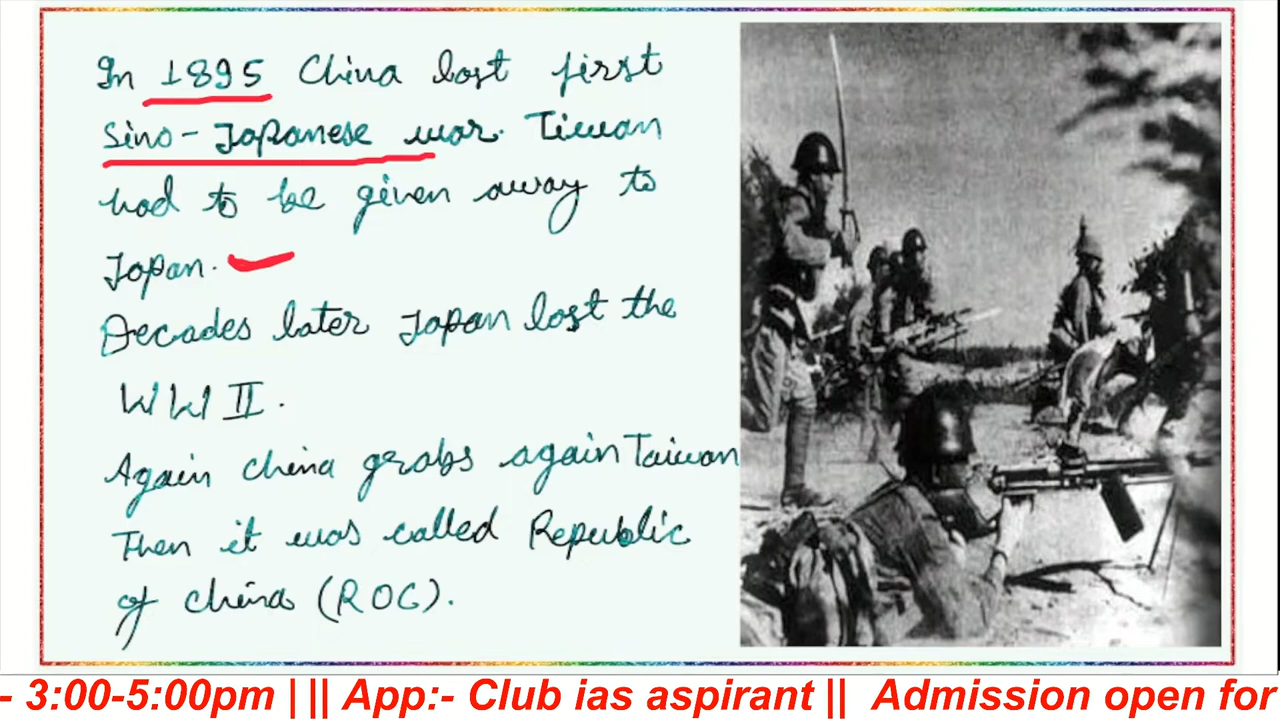 In 1895 China lost first
Sino-Japanese war. Tiwan
had to be given away to
Japan.
Decades later Japan lost the
WW II.
Again China grabs again Taiwan
Then it was called Republic
of China (ROC).
- 3:00-5:00pm | || App:- Club ias aspirant || Admission open for